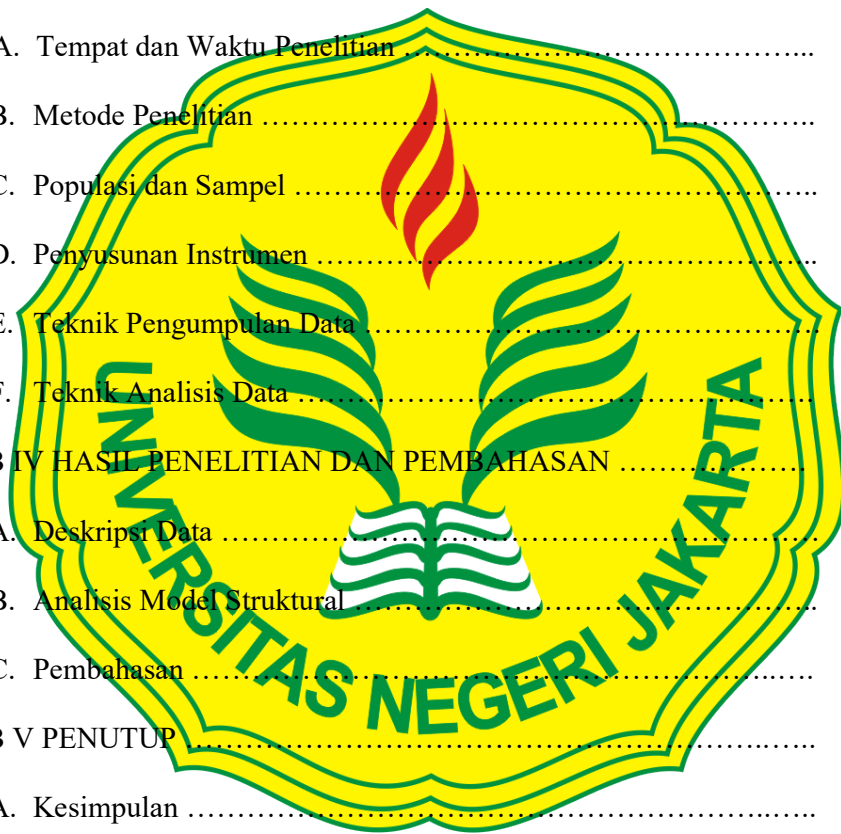 A. Tempat dan Waktu Penelitian …………………………………………...
B. Metode Penelitian …………………………………………………………..
C. Populasi dan Sampel ………………………………………………………..
D. Penyusunan Instrumen ……………………………………………………..
E. Teknik Pengumpulan Data ………………………………………………….
F. Teknik Analisis Data ……………………………………………………….
B IV HASIL PENELITIAN DAN PEMBAHASAN ………………….
A. Deskripsi Data ……………………………………………………………….
B. Analisis Model Struktural …………………………………………………..
C. Pembahasan ………………………………………………………………..….
B V PENUTUP …………………………………………………………….…...
A. Kesimpulan ……………………………………………………………..…..
UNIVERSITAS NEGERI JAKARTA